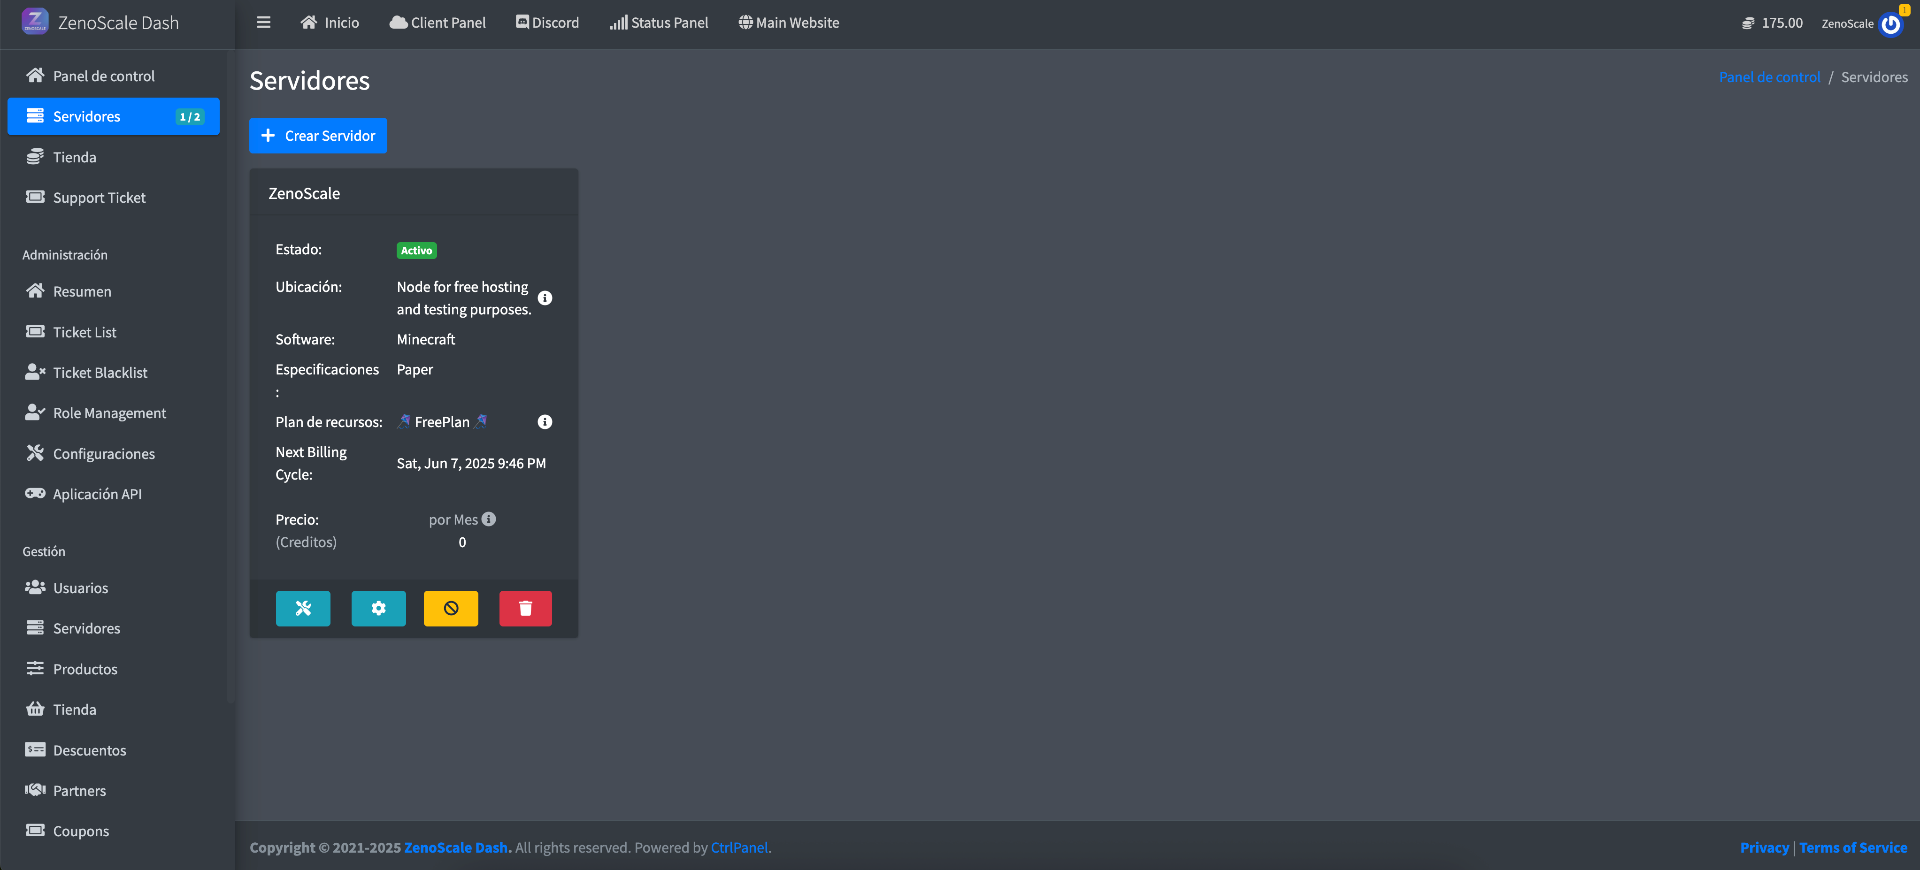 ZenoScale Dash
Inicio
Client Panel
Discord
Status Panel
Main Website
175.00
ZenoScale
Panel de control
Servidores
1 / 2
Tienda
Support Ticket
Administración
Resumen
Ticket List
Ticket Blacklist
Role Management
Configuraciones
Aplicación API
Gestión
Usuarios
Servidores
Productos
Tienda
Descuentos
Partners
Coupons
Servidores
Panel de control / Servidores
Crear Servidor
ZenoScale
Estado:
Activo
Ubicación:
Node for free hosting
and testing purposes.
Software:
Minecraft
Especificaciones
:
Paper
Plan de recursos:
FreePlan
Next Billing
Cycle:
Sat, Jun 7, 2025 9:46 PM
Precio:
(Creditos)
por Mes
0
Copyright © 2021-2025 ZenoScale Dash. All rights reserved. Powered by CtrlPanel.
Privacy | Terms of Service